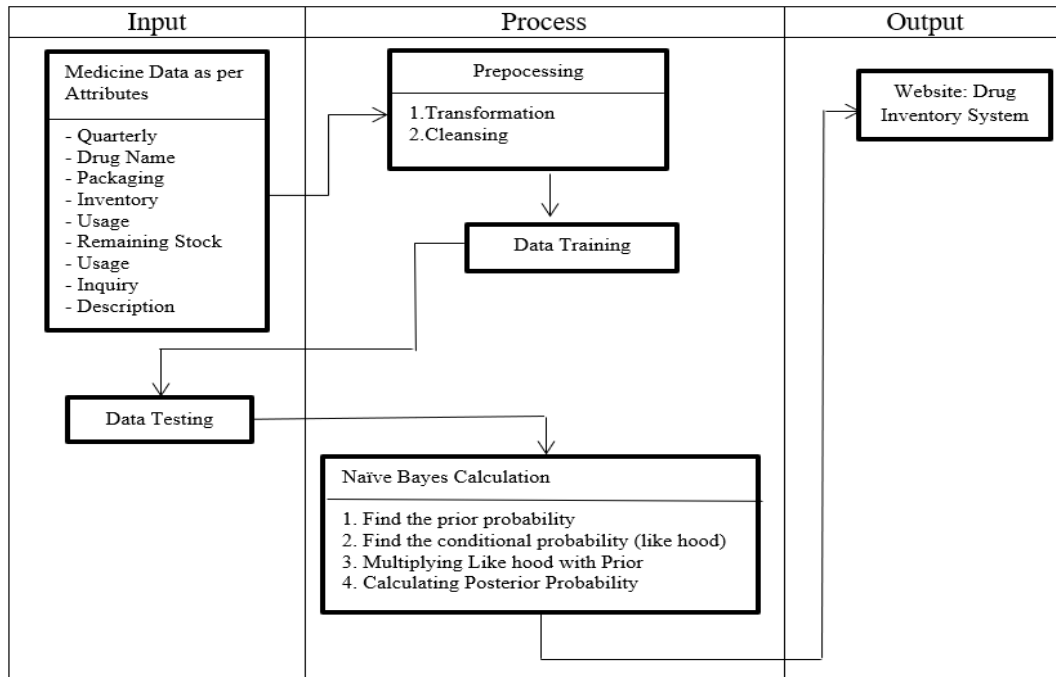 Input
Process
Output
Medicine Data as per
Attributes
- Quarterly
- Drug Name
- Packaging
- Inventory
- Usage
- Remaining Stock
- Usage
- Inquiry
- Description
Prepocessing
1.Transformation
2.Cleansing
Website: Drug
Inventory System
Data Training
Data Testing
Naïve Bayes Calculation
1. Find the prior probability
2. Find the conditional probability (like hood)
3. Multiplying Like hood with Prior
4. Calculating Posterior Probability